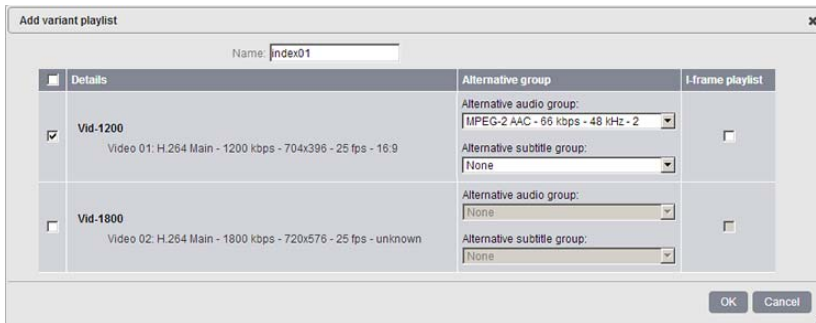 Add variant playlist
Name: index01
Details Alternative group I-frame playlist
Vid-1200
Video 01: H.264 Main - 1200 kbps - 704x396 - 25 fps - 16:9
Alternative audio group:
MPEG-2 AAC - 66 kbps - 48 kHz - 2
Alternative subtitle group:
None
Vid-1800
Video 02: H.264 Main - 1800 kbps - 720x576 - 25 fps - unknown
Alternative audio group:
None
Alternative subtitle group:
None
OK Cancel